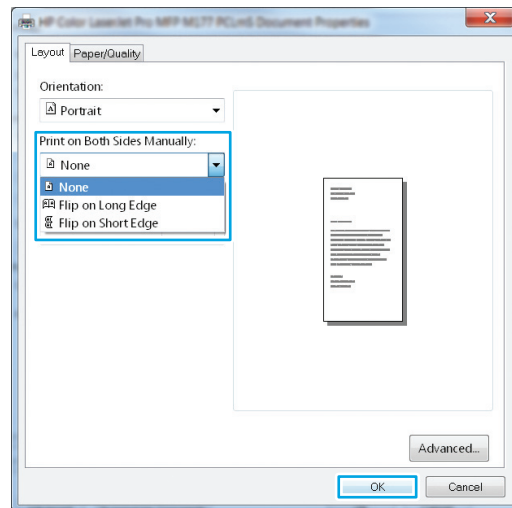 HP Color LaserJet Pro MFP M177 PCLmS Document Properties
Layout Paper/Quality
Orientation:
Portrait
Print on Both Sides Manually:
None
None
Flip on Long Edge
Flip on Short Edge
Advanced...
OK Cancel